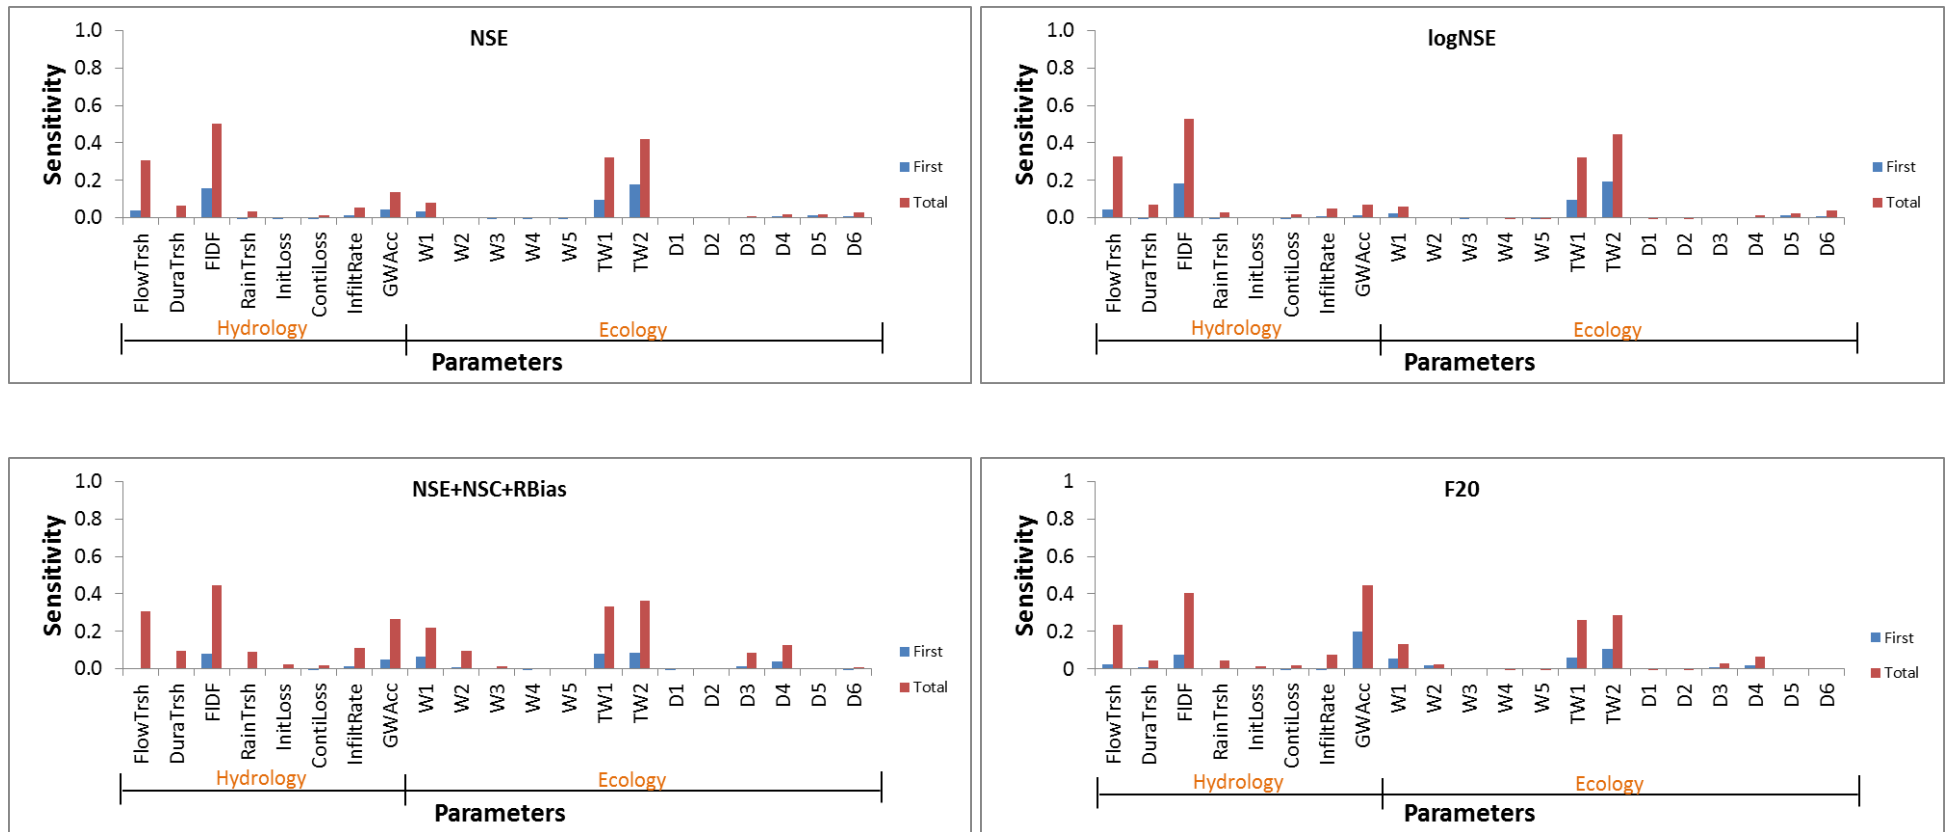 NSE
Sensitivity
1.0
0.8
0.6
0.4
0.2
0.0
FlowTrsh
DuraTrsh
FIDF
RainTrsh
InitLoss
ContiLoss
InfiltRate
GWAcc
W1
W2
W3
W4
W5
TW1
TW2
D1
D2
D3
D4
D5
D6
First
Total
Hydrology
Ecology
Parameters
logNSE
Sensitivity
1.0
0.8
0.6
0.4
0.2
0.0
FlowTrsh
DuraTrsh
FIDF
RainTrsh
InitLoss
ContiLoss
InfiltRate
GWAcc
W1
W2
W3
W4
W5
TW1
TW2
D1
D2
D3
D4
D5
D6
First
Total
Hydrology
Ecology
Parameters
NSE+NSC+RBias
Sensitivity
1.0
0.8
0.6
0.4
0.2
0.0
FlowTrsh
DuraTrsh
FIDF
RainTrsh
InitLoss
ContiLoss
InfiltRate
GWAcc
W1
W2
W3
W4
W5
TW1
TW2
D1
D2
D3
D4
D5
D6
First
Total
Hydrology
Ecology
Parameters
F20
Sensitivity
1
0.8
0.6
0.4
0.2
0
FlowTrsh
DuraTrsh
FIDF
RainTrsh
InitLoss
ContiLoss
InfiltRate
GWAcc
W1
W2
W3
W4
W5
TW1
TW2
D1
D2
D3
D4
D5
D6
First
Total
Hydrology
Ecology
Parameters